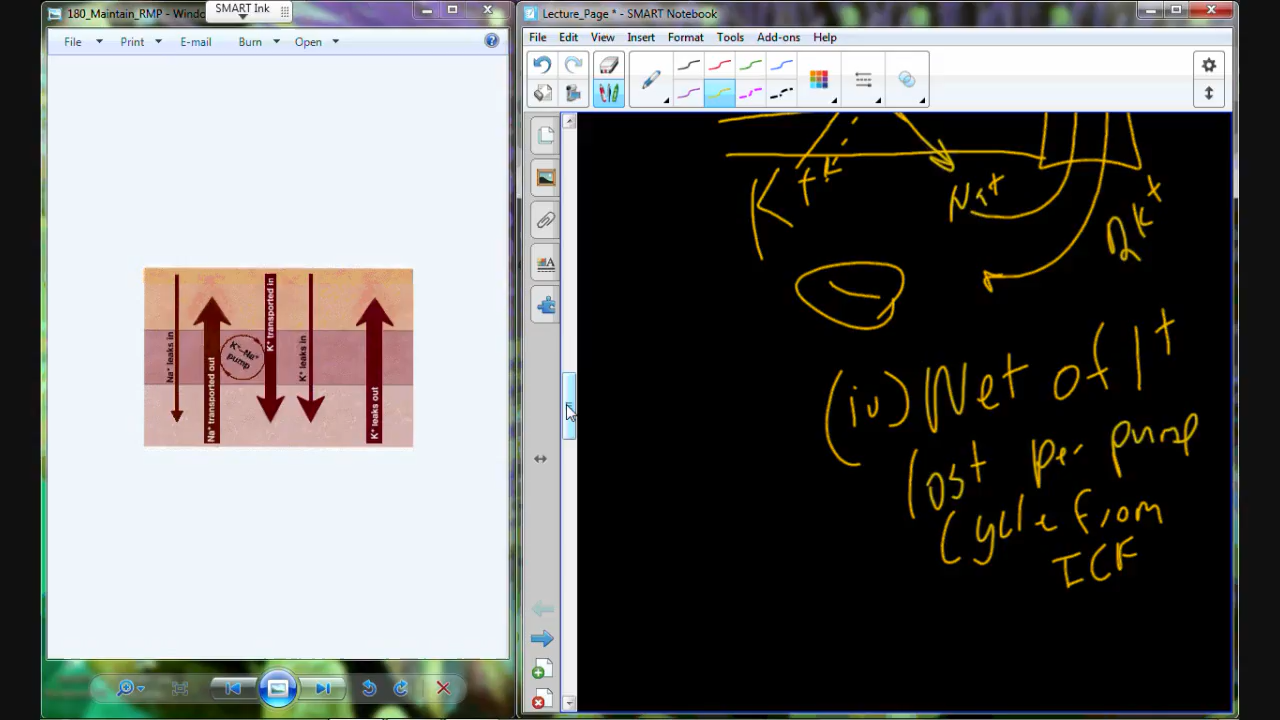 180_Maintain_RMP - Windc
SMART Ink
File Print E-mail Burn Open
Na+ leaks in
Na+ transported out
K+–Na+
pump
K+ transported in
K+ leaks in
K+ leaks out
Lecture_Page * - SMART Notebook
File Edit View Insert Format Tools Add-ons Help
K+
Na+
2K+
(iv) Net of 1+
lost per pump
cycle from
ICF